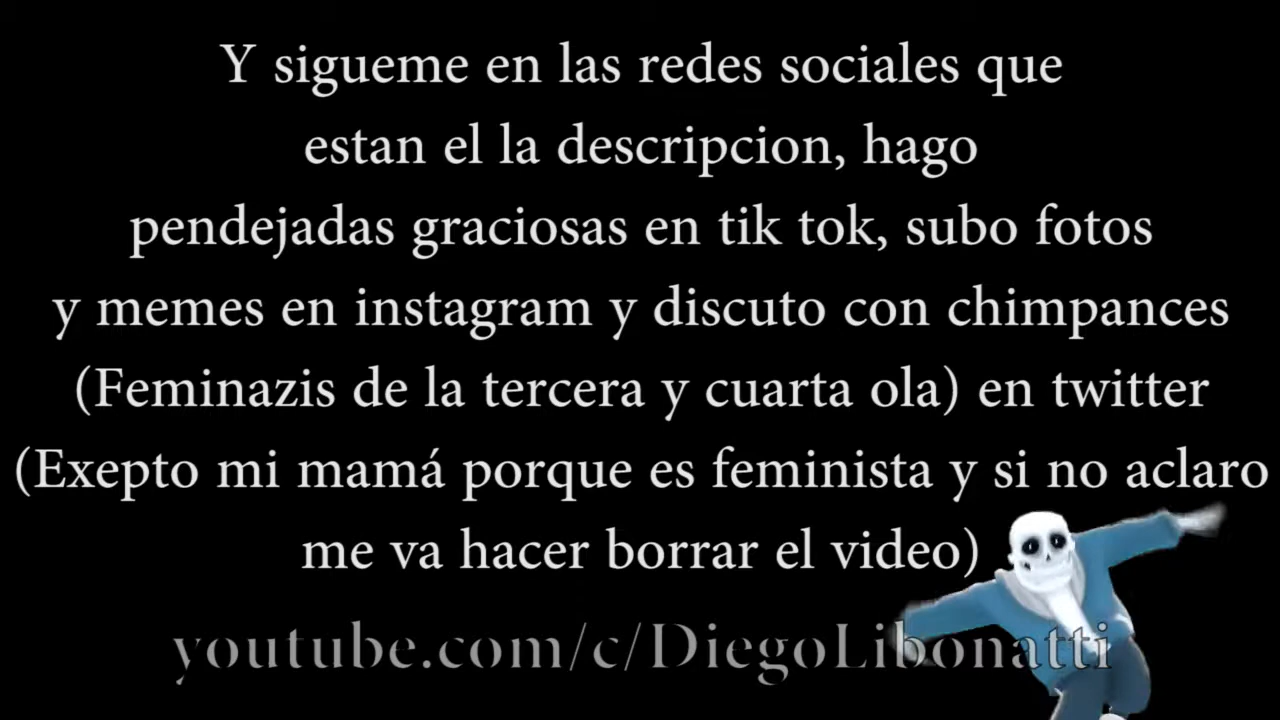 Y sigueme en las redes sociales que
estan el la descripcion, hago
pendejadas graciosas en tik tok, subo fotos
y memes en instagram y discuto con chimpances
(Feminazis de la tercera y cuarta ola) en twitter
(Exepto mi mamá porque es feminista y si no aclaro
me va hacer borrar el video)
youtube.com/c/DiegoLibonatti